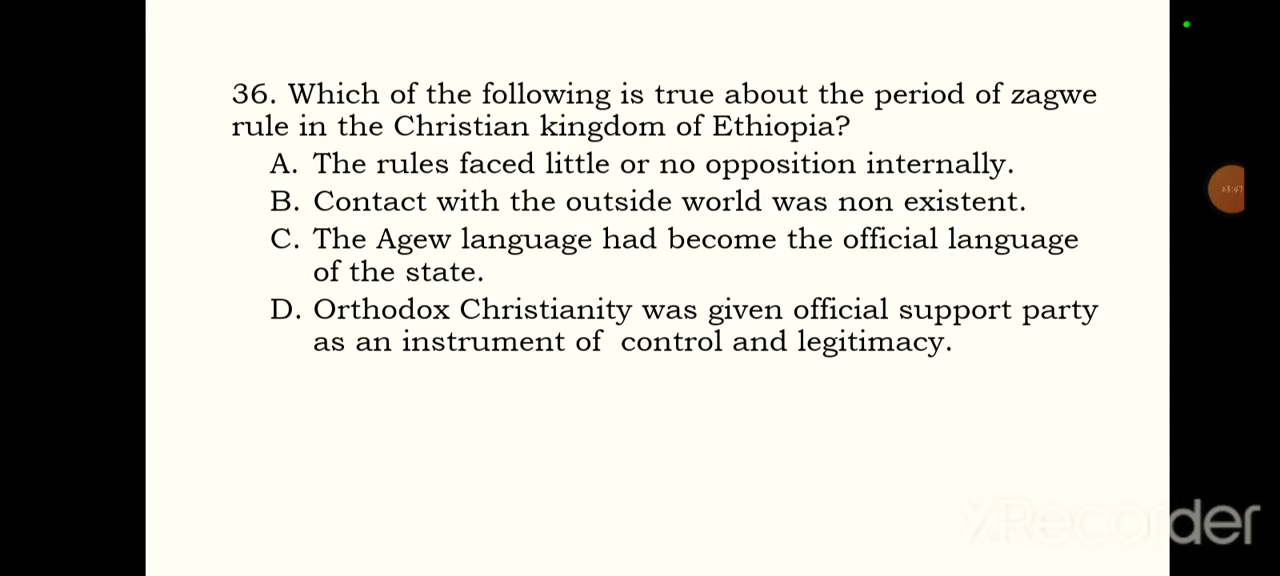 36. Which of the following is true about the period of zagwe
rule in the Christian kingdom of Ethiopia?
A. The rules faced little or no opposition internally.
B. Contact with the outside world was non existent.
C. The Agew language had become the official language
of the state.
D. Orthodox Christianity was given official support party
as an instrument of control and legitimacy.
23:47
XRecorder